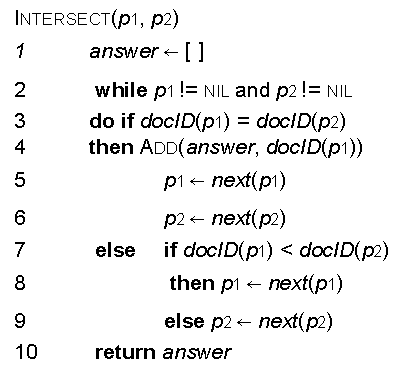 INTERSECT(p1, p2)
1 answer ← [ ]
2 while p1 != NIL and p2 != NIL
3 do if docID(p1) = docID(p2)
4 then ADD(answer, docID(p1))
5 p1 ← next(p1)
6 p2 ← next(p2)
7 else if docID(p1) < docID(p2)
8 then p1 ← next(p1)
9 else p2 ← next(p2)
10 return answer